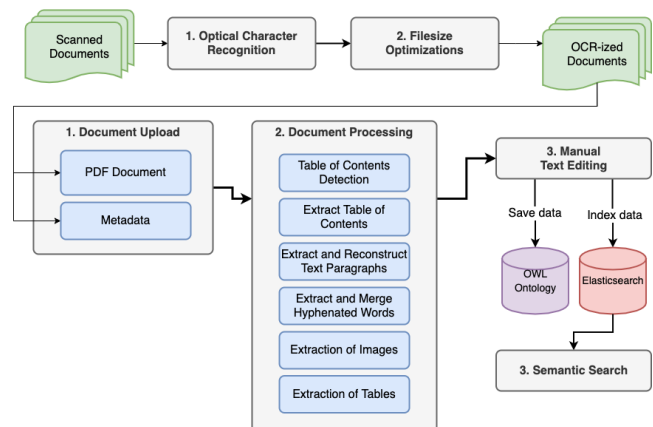 Scanned
Documents
1. Optical Character
Recognition
2. Filesize
Optimizations
OCR-ized
Documents
1. Document Upload
PDF Document
Metadata
2. Document Processing
Table of Contents
Detection
Extract Table of
Contents
Extract and Reconstruct
Text Paragraphs
Extract and Merge
Hyphenated Words
Extraction of Images
Extraction of Tables
3. Manual
Text Editing
Save data
Index data
OWL
Ontology
Elasticsearch
3. Semantic Search